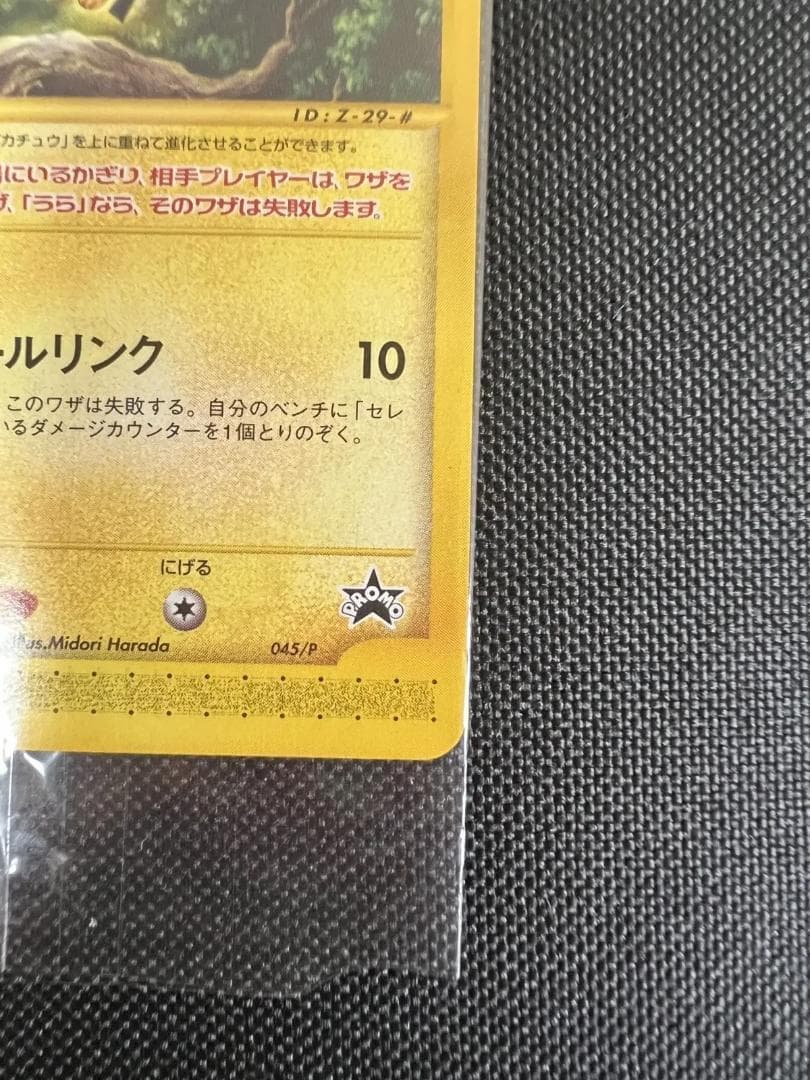 ID:Z-29-#
カチュウ」を上に重ねて進化させることができます。
にいるかぎり、相手プレイヤーは、ワザを
、「うら」なら、そのワザは失敗します。
ールリンク 10
このワザは失敗する。自分のベンチに「セレ
いるダメージカウンターを1個とりのぞく。
にげる
PROMO
Illus.Midori Harada 045/P